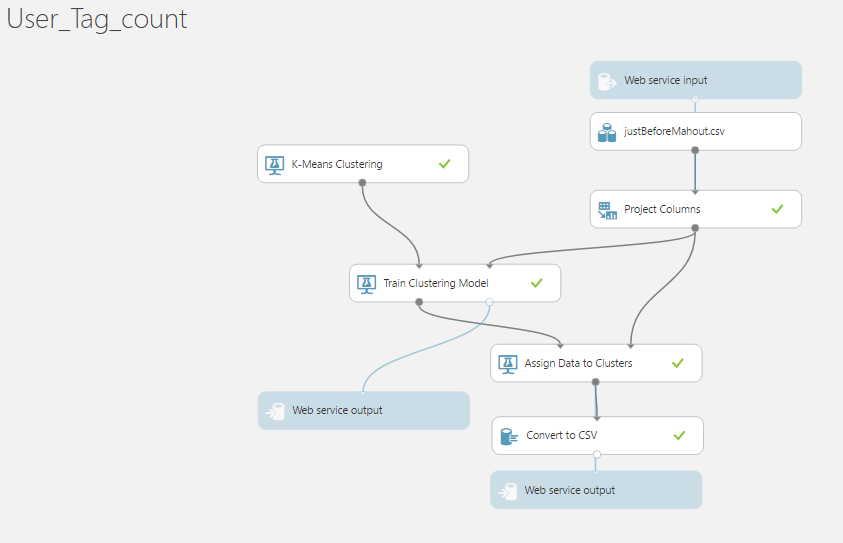 User_Tag_count
Web service input
justBeforeMahout.csv
K-Means Clustering
Project Columns
Train Clustering Model
Assign Data to Clusters
Web service output
Convert to CSV
Web service output